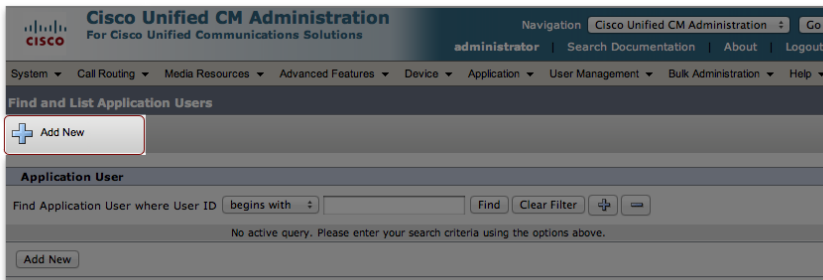 Cisco Unified CM Administration
Navigation Cisco Unified CM Administration Go
CISCO For Cisco Unified Communications Solutions
administrator | Search Documentation | About | Logout
System Call Routing Media Resources Advanced Features Device Application User Management Bulk Administration Help
Find and List Application Users
Add New
Application User
Find Application User where User ID begins with Find Clear Filter
No active query. Please enter your search criteria using the options above.
Add New